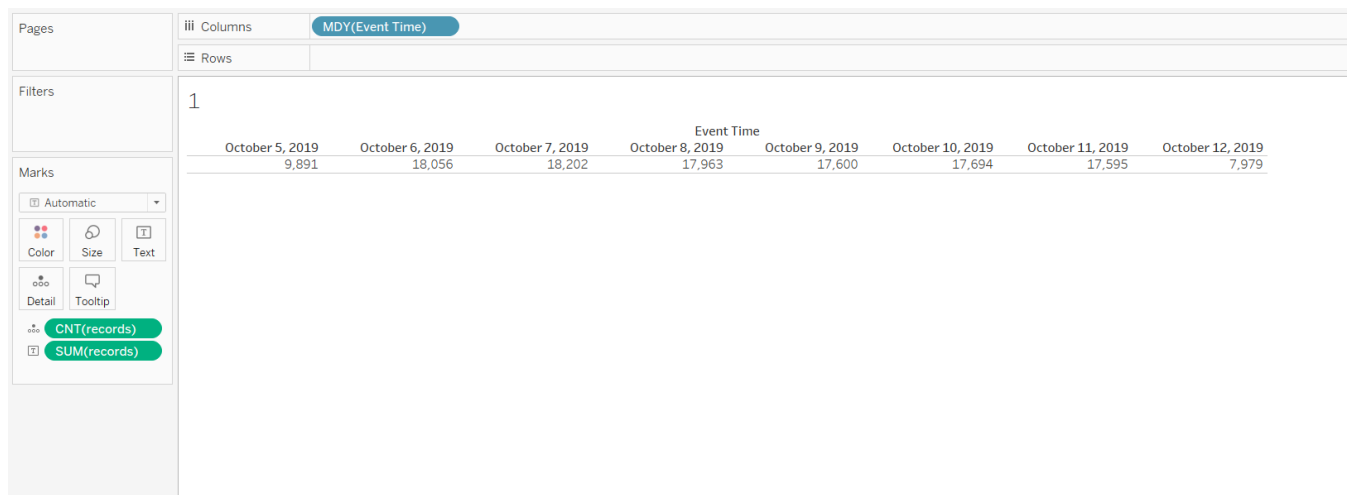 Pages
iii Columns
MDY(Event Time)
Rows
Filters
1
Event Time
October 5, 2019 October 6, 2019 October 7, 2019 October 8, 2019 October 9, 2019 October 10, 2019 October 11, 2019 October 12, 2019
9,891 18,056 18,202 17,963 17,600 17,694 17,595 7,979
Marks
T Automatic
Color Size T Text
Detail Tooltip
CNT(records)
T SUM(records)